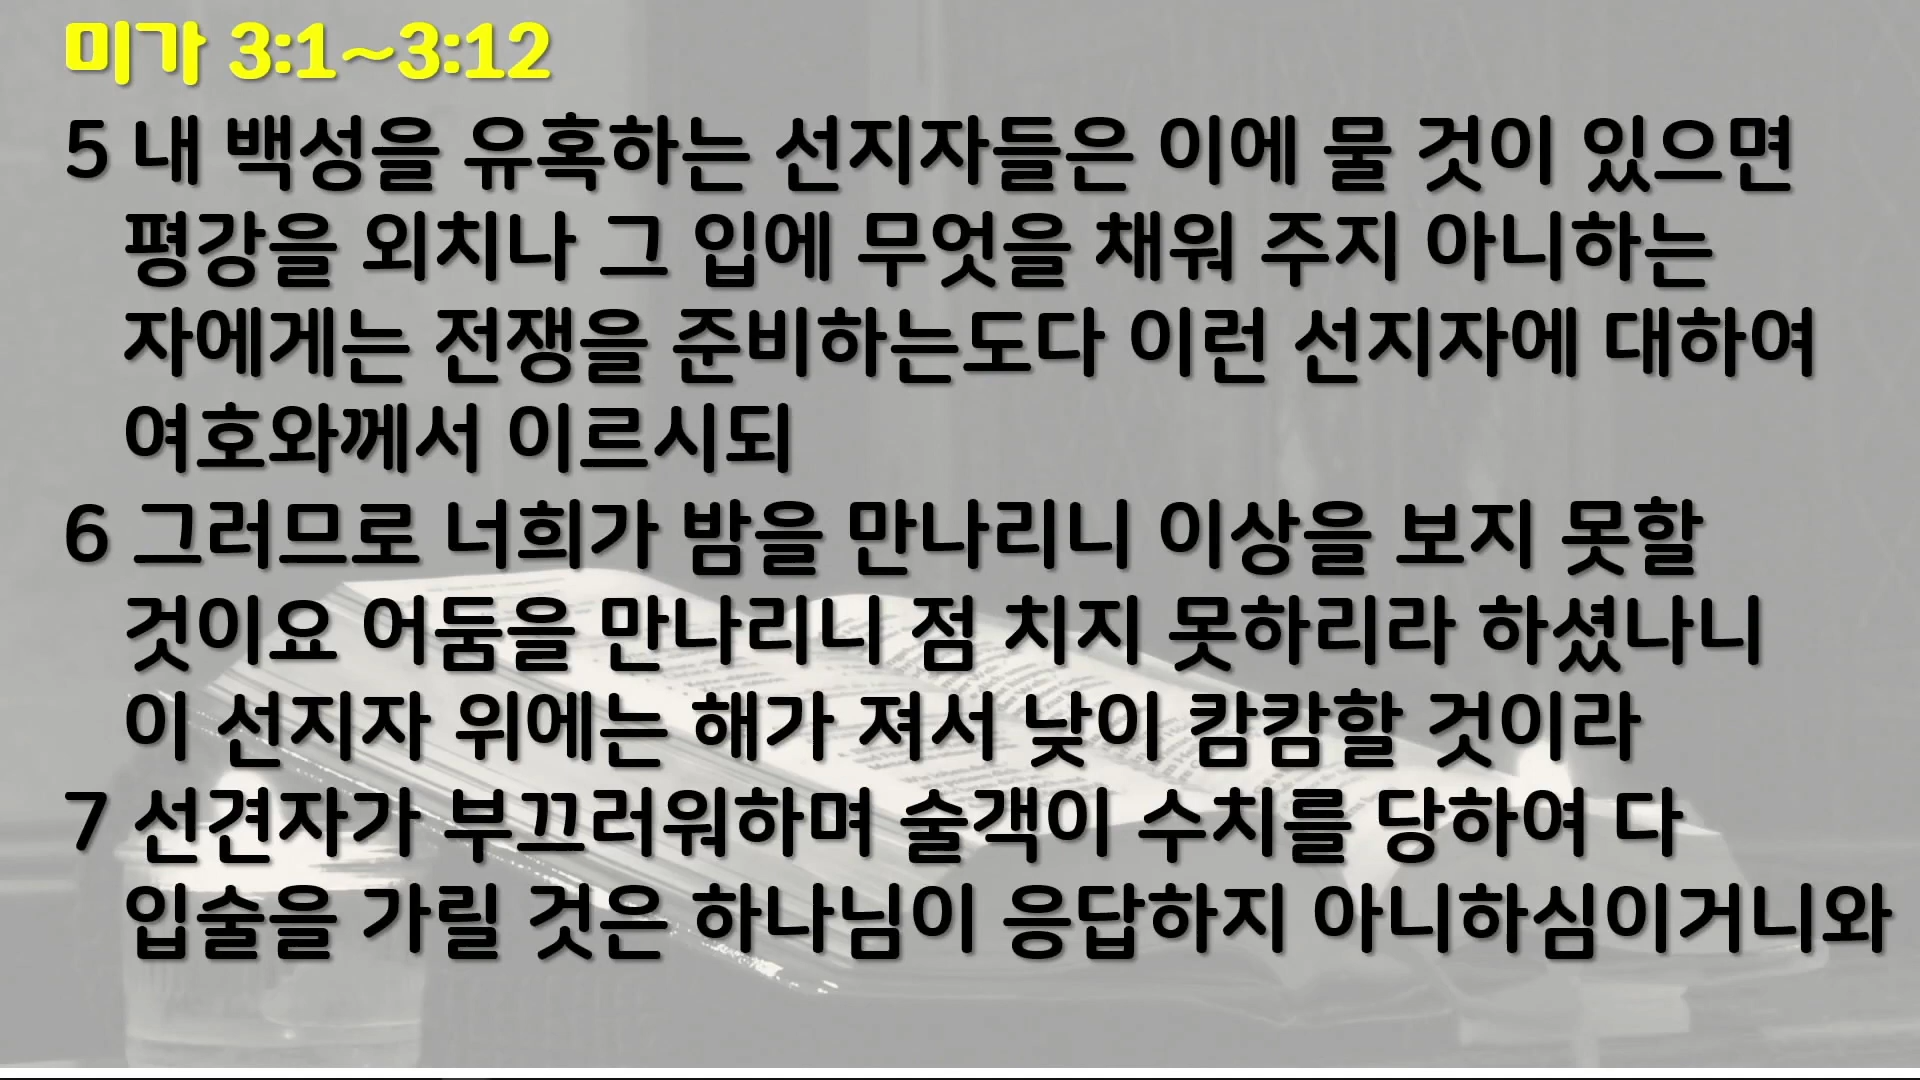 미가 3:1~3:12
5 내 백성을 유혹하는 선지자들은 이에 물 것이 있으면
평강을 외치나 그 입에 무엇을 채워 주지 아니하는
자에게는 전쟁을 준비하는도다 이런 선지자에 대하여
여호와께서 이르시되
6 그러므로 너희가 밤을 만나리니 이상을 보지 못할
것이요 어둠을 만나리니 점 치지 못하리라 하셨나니
이 선지자 위에는 해가 져서 낮이 캄캄할 것이라
7 선견자가 부끄러워하며 술객이 수치를 당하여 다
입술을 가릴 것은 하나님이 응답하지 아니하심이거니와